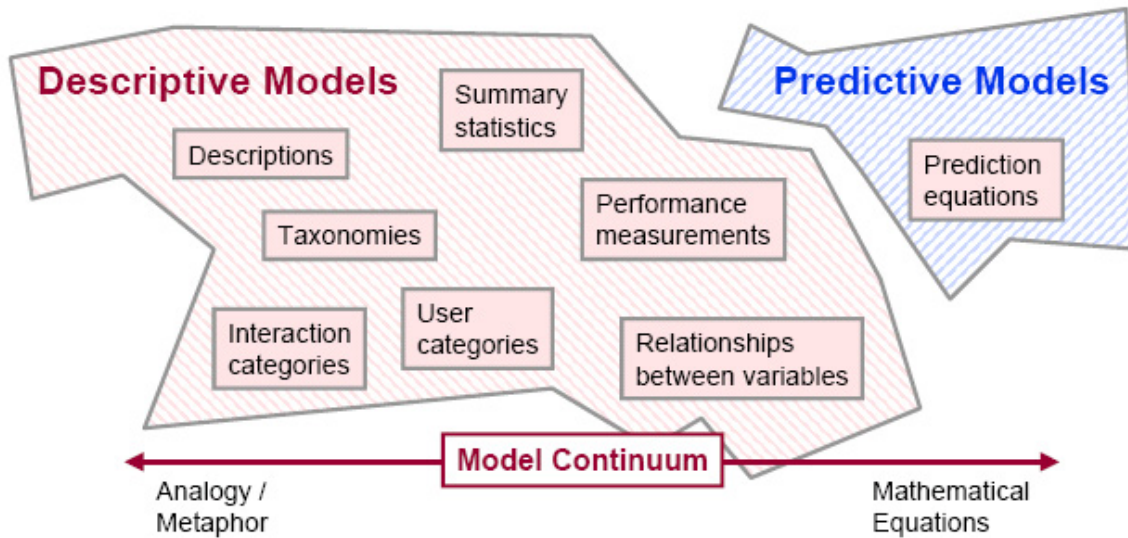 Descriptive Models
Summary
statistics
Descriptions
Performance
measurements
Taxonomies
User
categories
Interaction
categories
Relationships
between variables
Predictive Models
Prediction
equations
Model Continuum
Analogy /
Metaphor
Mathematical
Equations